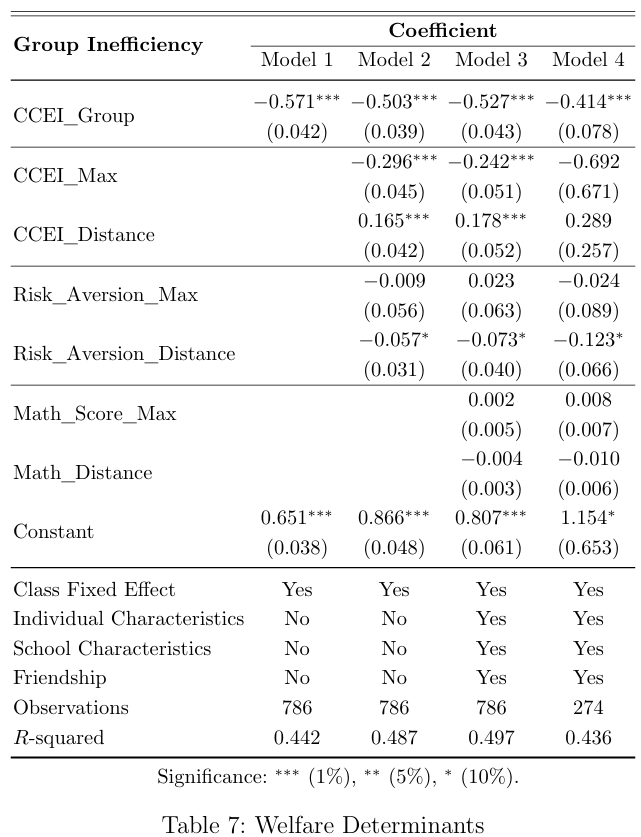 Group Inefficiency Coefficient
Model 1 Model 2 Model 3 Model 4
CCEI_Group −0.571*** −0.503*** −0.527*** −0.414***
(0.042) (0.039) (0.043) (0.078)
CCEI_Max −0.296*** −0.242*** −0.692
(0.045) (0.051) (0.671)
CCEI_Distance 0.165*** 0.178*** 0.289
(0.042) (0.052) (0.257)
Risk_Aversion_Max −0.009 0.023 −0.024
(0.056) (0.063) (0.089)
Risk_Aversion_Distance −0.057* −0.073* −0.123*
(0.031) (0.040) (0.066)
Math_Score_Max 0.002 0.008
(0.005) (0.007)
Math_Distance −0.004 −0.010
(0.003) (0.006)
Constant 0.651*** 0.866*** 0.807*** 1.154*
(0.038) (0.048) (0.061) (0.653)
Class Fixed Effect Yes Yes Yes Yes
Individual Characteristics No No Yes Yes
School Characteristics No No Yes Yes
Friendship No No Yes Yes
Observations 786 786 786 274
R-squared 0.442 0.487 0.497 0.436
Significance: *** (1%), ** (5%), * (10%).
Table 7: Welfare Determinants